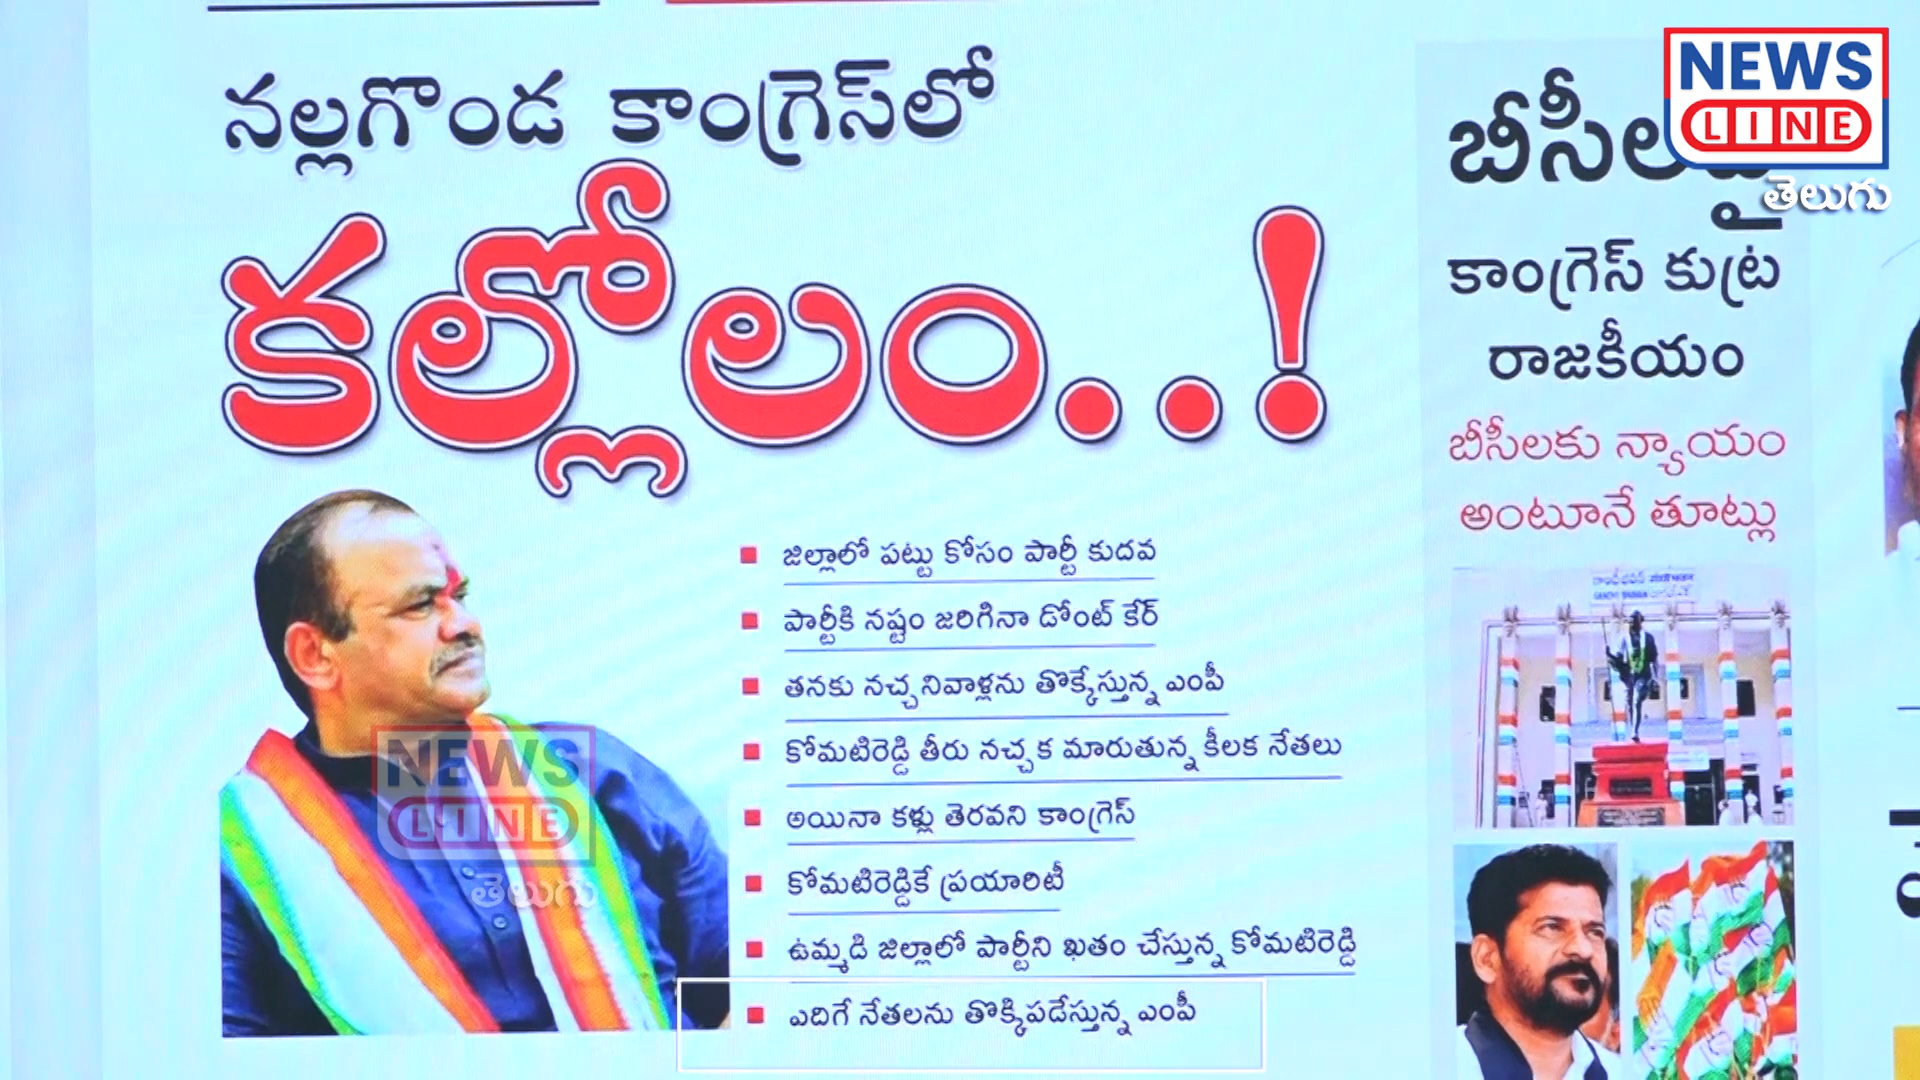 నల్లగొండ కాంగ్రెస్‌లో
కల్లోలం...!
జిల్లాలో పట్టు కోసం పార్టీ కుదవ
పార్టీకి నష్టం జరిగినా డోంట్ కేర్
తనకు నచ్చనివాళ్లను తొక్కేస్తున్న ఎంపీ
కోమటిరెడ్డి తీరు నచ్చక మారుతున్న కీలక నేతలు
అయినా కళ్లు తెరవని కాంగ్రెస్
కోమటిరెడ్డికే ప్రయారిటీ
ఉమ్మడి జిల్లాలో పార్టీని ఖతం చేస్తున్న కోమటిరెడ్డి
ఎదిగే నేతలను తొక్కిపడేస్తున్న ఎంపీ
బీసీలపై
కాంగ్రెస్ కుట్ర
రాజకీయం
బీసీలకు న్యాయం
అంటూనే తూట్లు
NEWS
LINE
తెలుగు
NEWS
LINE
తెలుగు